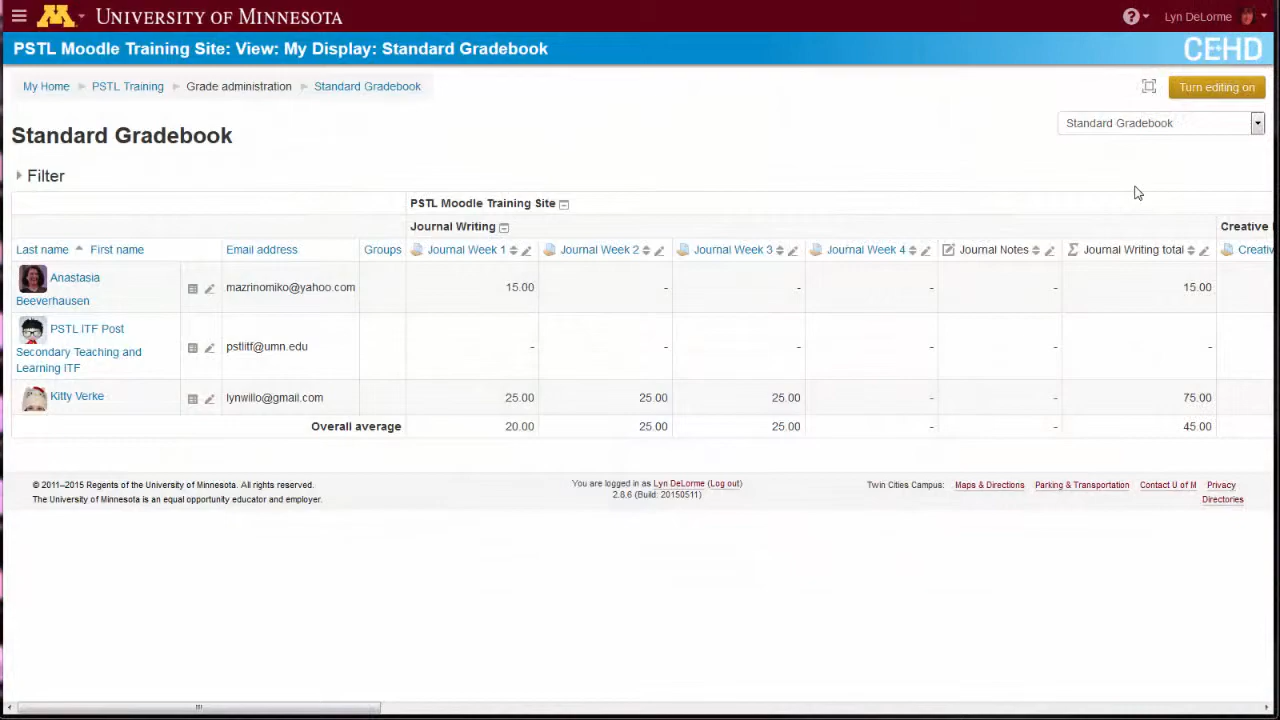 UNIVERSITY OF MINNESOTA
Lyn DeLorme
PSTL Moodle Training Site: View: My Display: Standard Gradebook
CEHD
My Home PSTL Training Grade administration Standard Gradebook
Turn editing on
Standard Gradebook
Standard Gradebook
Filter
PSTL Moodle Training Site
Journal Writing
Last name First name Email address Groups Journal Week 1 Journal Week 2 Journal Week 3 Journal Week 4 Journal Notes Σ Journal Writing total
Anastasia
Beeverhausen
mazrinomiko@yahoo.com 15.00 - - - - 15.00
PSTL ITF Post
Secondary Teaching and
Learning ITF
pstlitf@umn.edu - - - - - -
Kitty Verke lynwillo@gmail.com 25.00 25.00 25.00 - - 75.00
Overall average 20.00 25.00 25.00 - - 45.00
© 2011–2015 Regents of the University of Minnesota. All rights reserved.
The University of Minnesota is an equal opportunity educator and employer.
You are logged in as Lyn DeLorme (Log out)
2.8.6 (Build: 20150511)
Twin Cities Campus: Maps & Directions Parking & Transportation Contact U of M Privacy
Directories